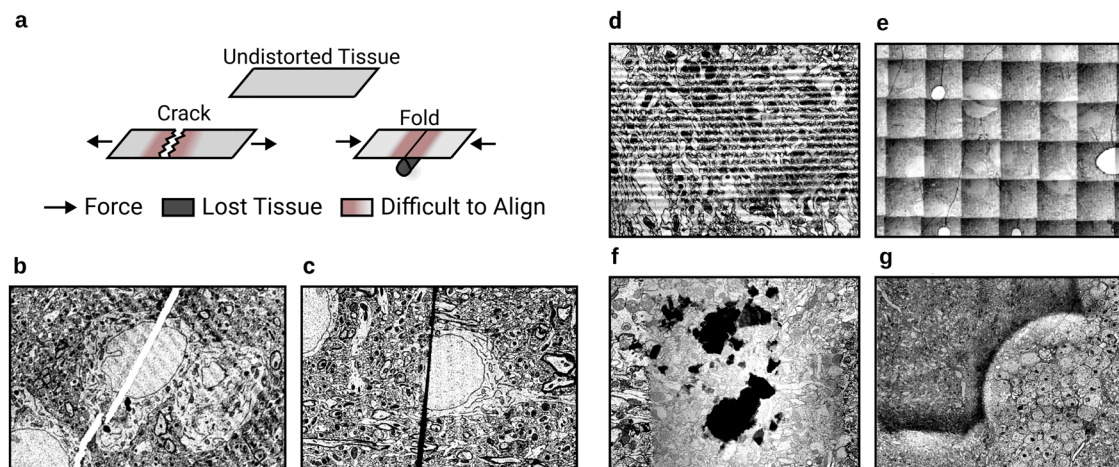 a
Undistorted Tissue
Crack
Fold
Force
Lost Tissue
Difficult to Align
b
c
d
e
f
g